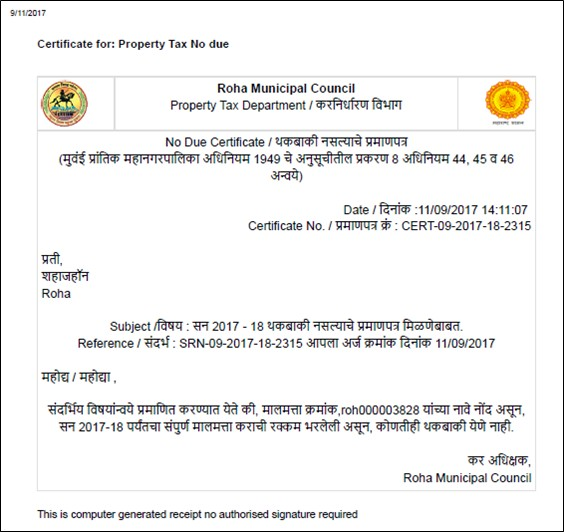 9/11/2017
Certificate for: Property Tax No due
Roha Municipal Council
Property Tax Department / करनिर्धारण विभाग
No Due Certificate / थकबाकी नसल्याचे प्रमाणपत्र
(मुवंई प्रांतिक महानगरपालिका अधिनियम 1949 चे अनुसूचीतील प्रकरण 8 अधिनियम 44, 45 व 46
अन्वये)
Date / दिनांक :11/09/2017 14:11:07
Certificate No. / प्रमाणपत्र क्रं : CERT-09-2017-18-2315
प्रती,
शहाजहॉन
Roha
Subject /विषय : सन 2017 - 18 थकबाकी नसल्याचे प्रमाणपत्र मिळणेबाबत.
Reference / संदर्भ : SRN-09-2017-18-2315 आपला अर्ज क्रमांक दिनांक 11/09/2017
महोद्य / महोद्या ,
संदर्भिय विषयांन्वये प्रमाणित करण्यात येते की, मालमत्ता क्रमांक,roh000003828 यांच्या नावे नोंद असून,
सन 2017-18 पर्यंतचा संपुर्ण मालमत्ता कराची रक्कम भरलेली असून, कोणतीही थकबाकी येणे नाही.
कर अधिक्षक,
Roha Municipal Council
This is computer generated receipt no authorised signature required